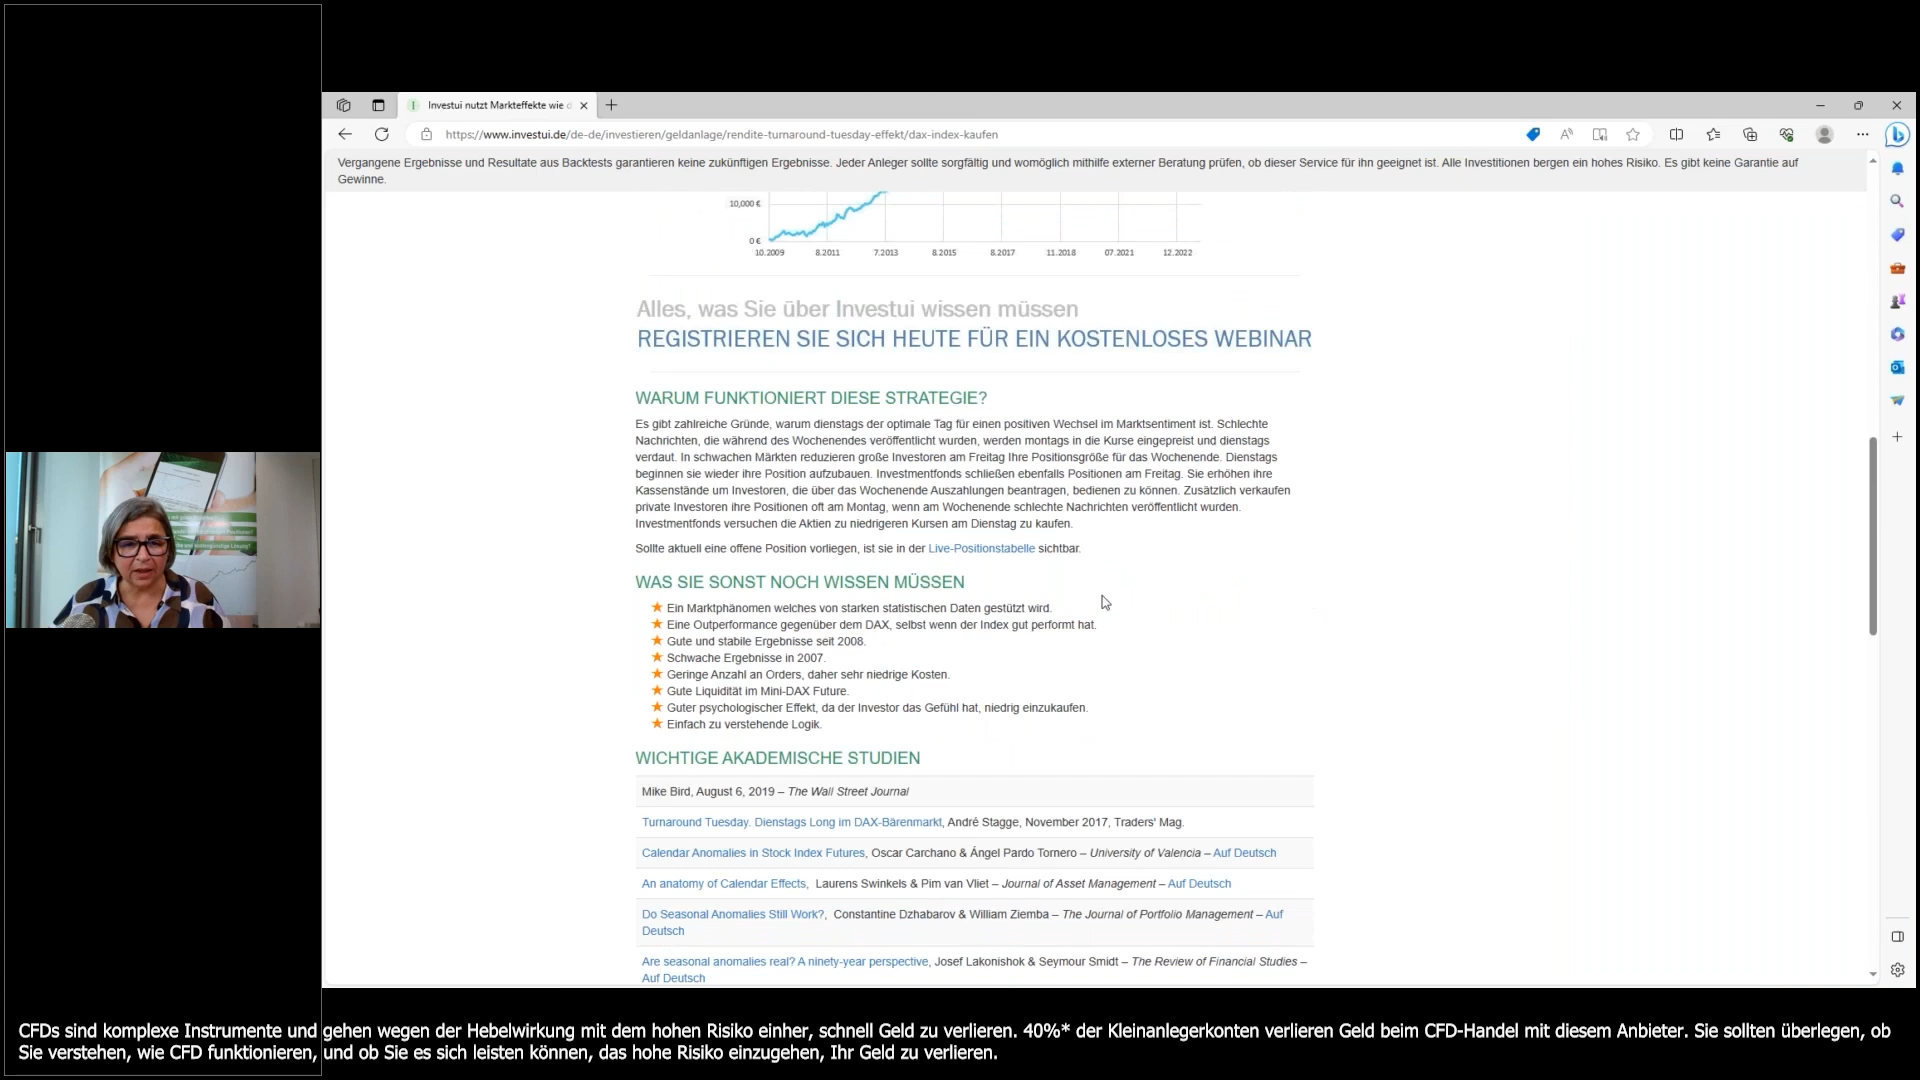 Investui nutzt Markteffekte wie d
https://www.investui.de/de-de/investieren/geldanlage/rendite-turnaround-tuesday-effekt/dax-index-kaufen
Vergangene Ergebnisse und Resultate aus Backtests garantieren keine zukünftigen Ergebnisse. Jeder Anleger sollte sorgfältig und womöglich mithilfe externer Beratung prüfen, ob dieser Service für ihn geeignet ist. Alle Investitionen bergen ein hohes Risiko. Es gibt keine Garantie auf
Gewinne.
10,000 €
0 €
10.2009 8.2011 7.2013 8.2015 8.2017 11.2018 07.2021 12.2022
Alles, was Sie über Investui wissen müssen
REGISTRIEREN SIE SICH HEUTE FÜR EIN KOSTENLOSES WEBINAR
WARUM FUNKTIONIERT DIESE STRATEGIE?
Es gibt zahlreiche Gründe, warum dienstags der optimale Tag für einen positiven Wechsel im Marktsentiment ist. Schlechte
Nachrichten, die während des Wochenendes veröffentlicht wurden, werden montags in die Kurse eingepreist und dienstags
verdaut. In schwachen Märkten reduzieren große Investoren am Freitag Ihre Positionsgröße für das Wochenende. Dienstags
beginnen sie wieder ihre Position aufzubauen. Investmentfonds schließen ebenfalls Positionen am Freitag. Sie erhöhen ihre
Kassenstände um Investoren, die über das Wochenende Auszahlungen beantragen, bedienen zu können. Zusätzlich verkaufen
private Investoren ihre Positionen oft am Montag, wenn am Wochenende schlechte Nachrichten veröffentlicht wurden.
Investmentfonds versuchen die Aktien zu niedrigeren Kursen am Dienstag zu kaufen.
Sollte aktuell eine offene Position vorliegen, ist sie in der Live-Positionstabelle sichtbar.
WAS SIE SONST NOCH WISSEN MÜSSEN
Ein Marktphänomen welches von starken statistischen Daten gestützt wird.
Eine Outperformance gegenüber dem DAX, selbst wenn der Index gut performt hat.
Gute und stabile Ergebnisse seit 2008.
Schwache Ergebnisse in 2007.
Geringe Anzahl an Orders, daher sehr niedrige Kosten.
Gute Liquidität im Mini-DAX Future.
Guter psychologischer Effekt, da der Investor das Gefühl hat, niedrig einzukaufen.
Einfach zu verstehende Logik.
WICHTIGE AKADEMISCHE STUDIEN
Mike Bird, August 6, 2019 – The Wall Street Journal
Turnaround Tuesday. Dienstags Long im DAX-Bärenmarkt, André Stagge, November 2017, Traders' Mag.
Calendar Anomalies in Stock Index Futures, Oscar Carchano & Ángel Pardo Tornero – University of Valencia – Auf Deutsch
An anatomy of Calendar Effects, Laurens Swinkels & Pim van Vliet – Journal of Asset Management – Auf Deutsch
Do Seasonal Anomalies Still Work?, Constantine Dzhabarov & William Ziemba – The Journal of Portfolio Management – Auf
Deutsch
Are seasonal anomalies real? A ninety-year perspective, Josef Lakonishok & Seymour Smidt – The Review of Financial Studies –
Auf Deutsch
CFDs sind komplexe Instrumente und gehen wegen der Hebelwirkung mit dem hohen Risiko einher, schnell Geld zu verlieren. 40%* der Kleinanlegerkonten verlieren Geld beim CFD-Handel mit diesem Anbieter. Sie sollten überlegen, ob
Sie verstehen, wie CFD funktionieren, und ob Sie es sich leisten können, das hohe Risiko einzugehen, Ihr Geld zu verlieren.